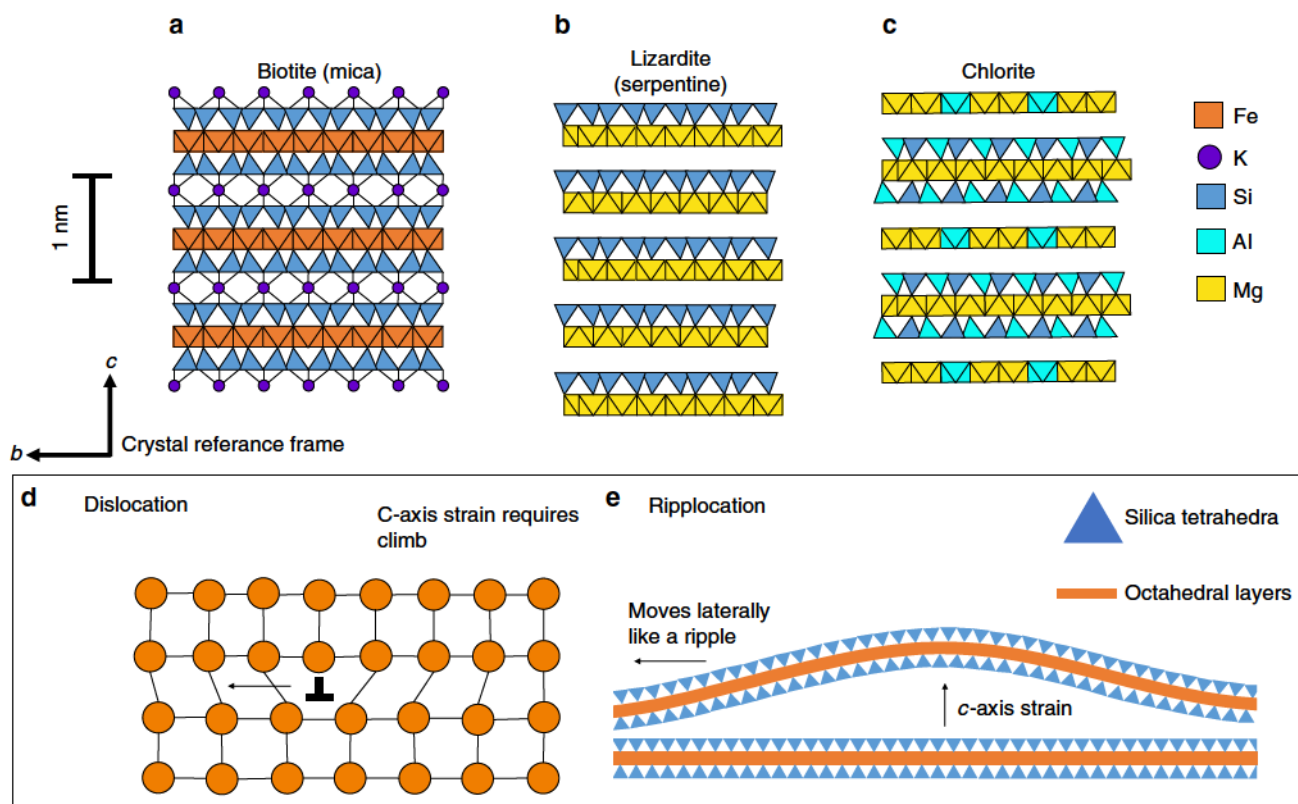 a
Biotite (mica)
b
Lizardite
(serpentine)
c
Chlorite
Fe
K
Si
Al
Mg
1 nm
c
b
Crystal referance frame
d
Dislocation
C-axis strain requires
climb
e
Ripplocation
Silica tetrahedra
Octahedral layers
Moves laterally
like a ripple
c-axis strain